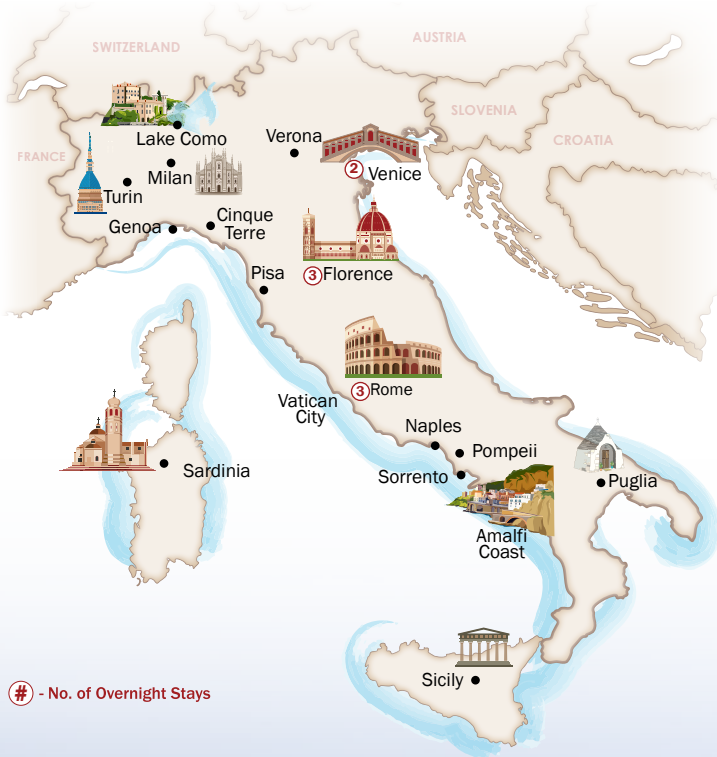 AUSTRIA
SWITZERLAND
SLOVENIA
CROATIA
FRANCE
Lake Como
Verona
Milan
2 Venice
Turin
Genoa
Cinque
Terre
Pisa
3 Florence
3 Rome
Vatican
City
Naples
Pompeii
Sorrento
Puglia
Sardinia
Amalfi
Coast
Sicily
# - No. of Overnight Stays